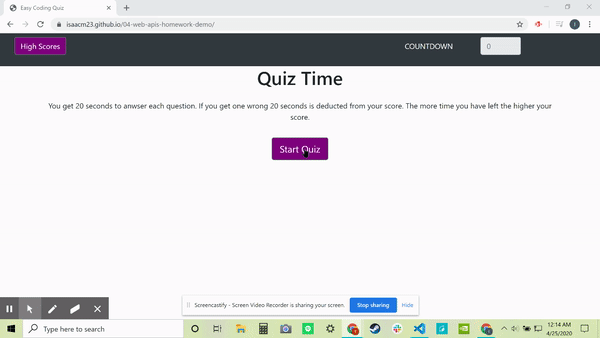 Easy Coding Quiz
isaacm23.github.io/04-web-apis-homework-demo/
High Scores
COUNTDOWN
0
Quiz Time
You get 20 seconds to anwser each question. If you get one wrong 20 seconds is deducted from your score. The more time you have left the higher your
score.
Start Quiz
Screencastify - Screen Video Recorder is sharing your screen.
Stop sharing
Hide
Type here to search
12:14 AM
4/25/2020